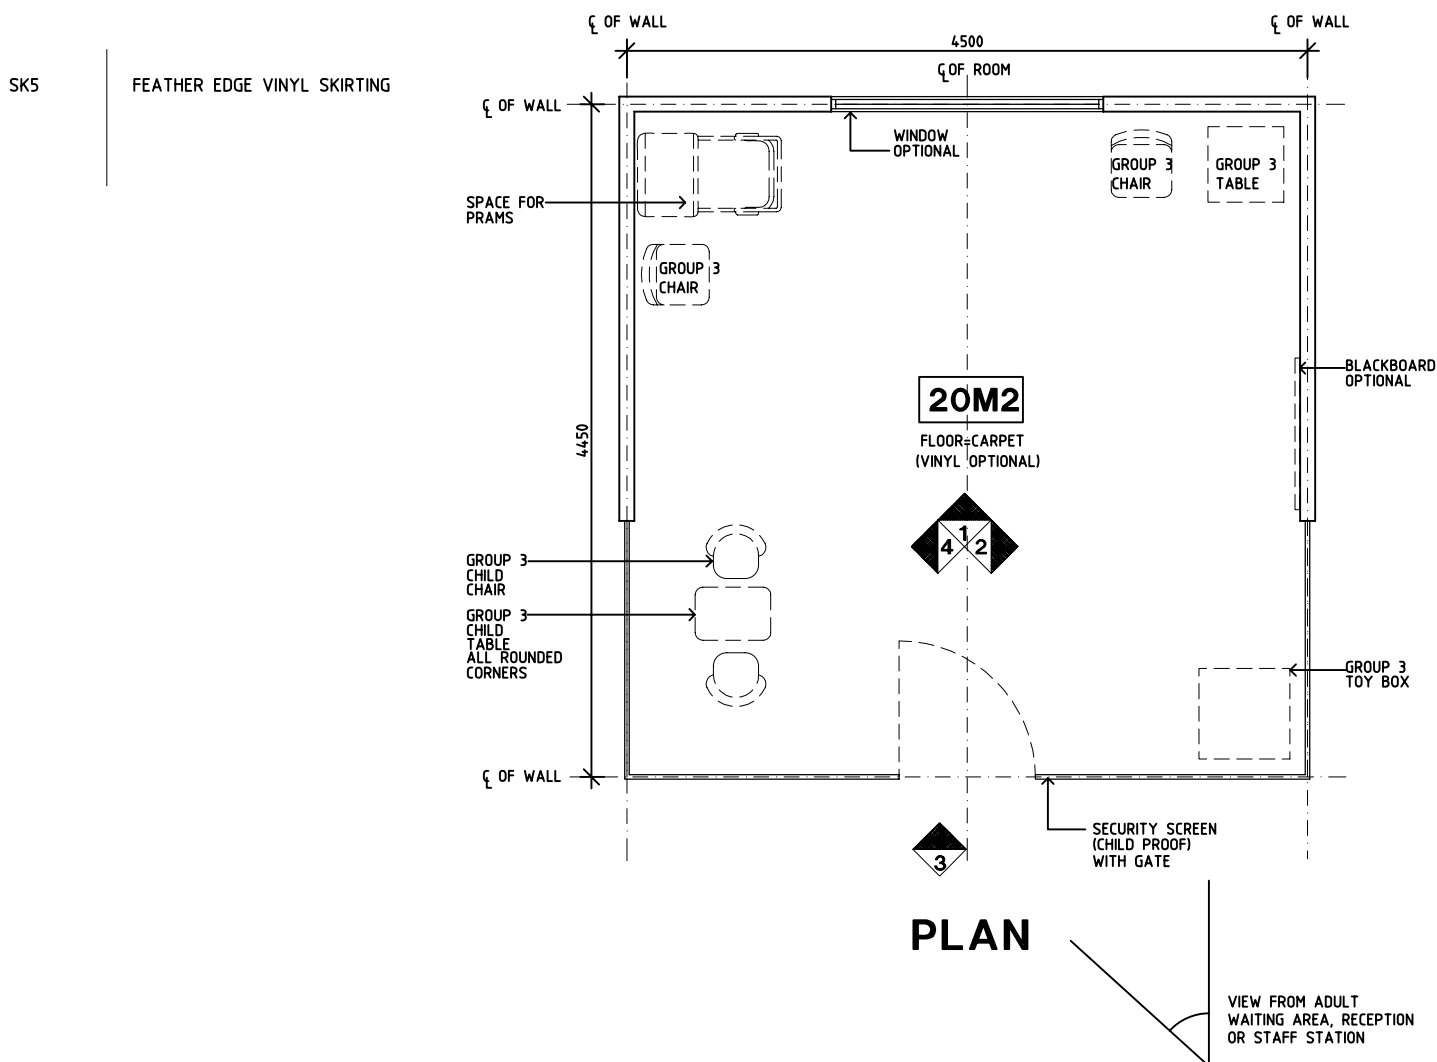 SK5
FEATHER EDGE VINYL SKIRTING
℄ OF WALL
℄ OF WALL
4500
℄ OF ROOM
℄ OF WALL
WINDOW
OPTIONAL
GROUP 3
CHAIR
GROUP 3
TABLE
SPACE FOR
PRAMS
GROUP 3
CHAIR
BLACKBOARD
OPTIONAL
20M2
FLOOR=CARPET
(VINYL OPTIONAL)
4450
1
4
2
GROUP 3
CHILD
CHAIR
GROUP 3
CHILD
TABLE
ALL ROUNDED
CORNERS
GROUP 3
TOY BOX
℄ OF WALL
SECURITY SCREEN
(CHILD PROOF)
WITH GATE
3
PLAN
VIEW FROM ADULT
WAITING AREA, RECEPTION
OR STAFF STATION